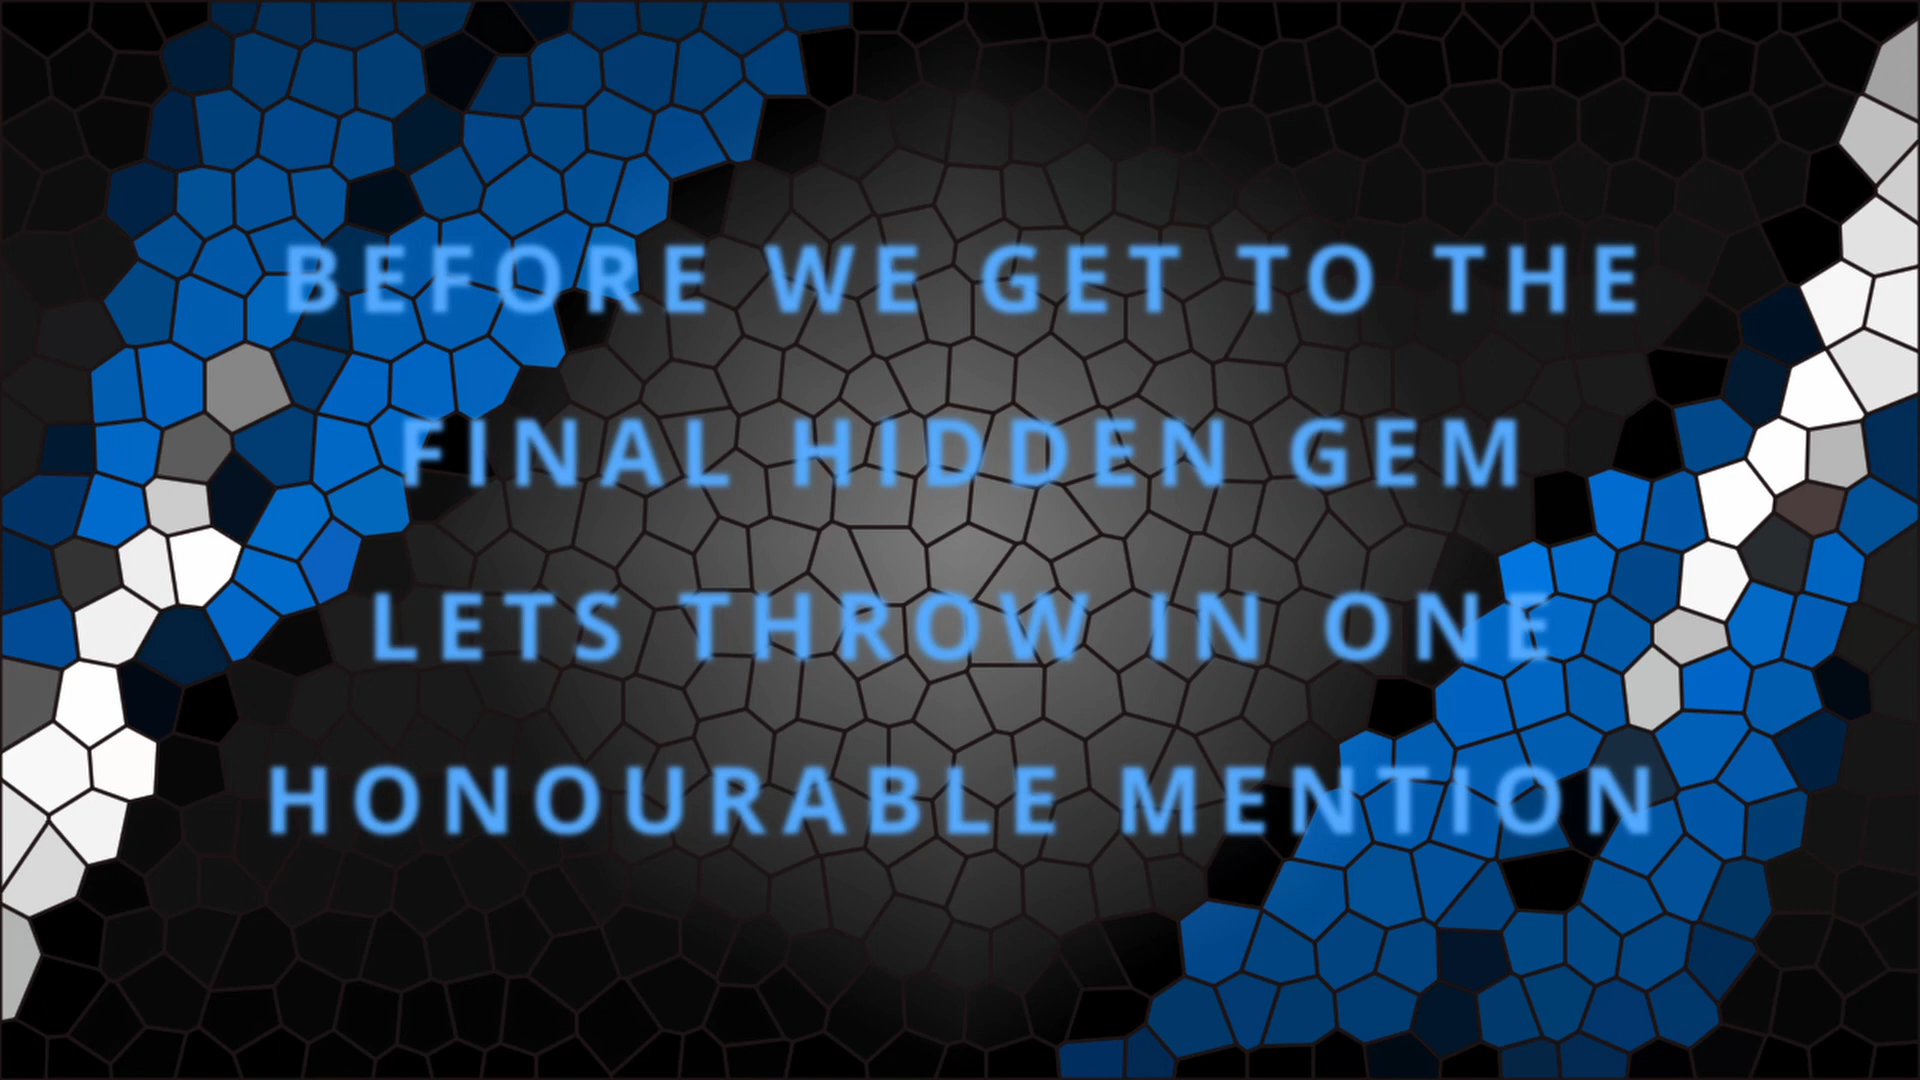 BEFORE WE GET TO THE
FINAL HIDDEN GEM
LETS THROW IN ONE
HONOURABLE MENTION